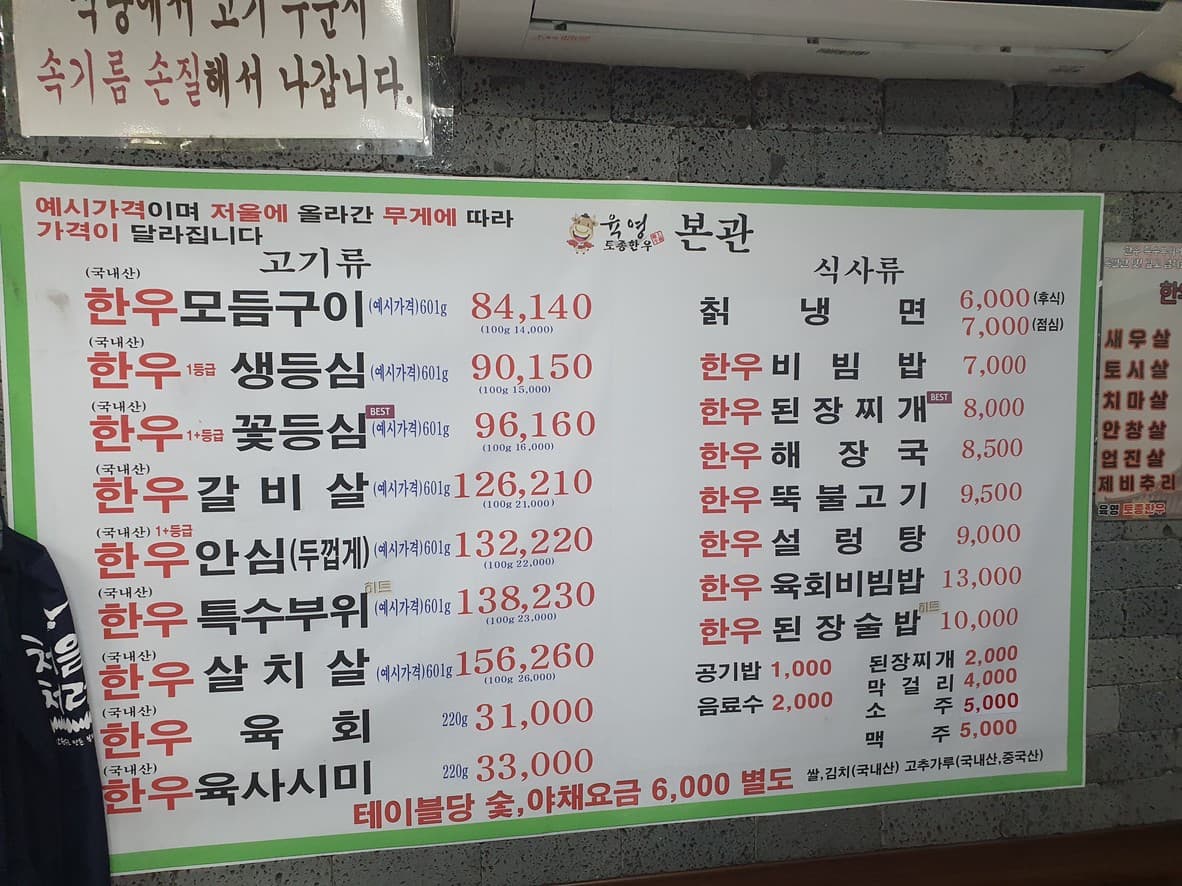 속기름 손질해서 나갑니다.
예시가격이며 저울에 올라간 무게에 따라
가격이 달라집니다
육영 토종한우 본관
고기류
(국내산)
한우모듬구이 (예시가격)601g 84,140
(100g 14,000)
(국내산)
한우 1등급 생등심 (예시가격)601g 90,150
(100g 15,000)
(국내산)
한우 1+등급 꽃등심 BEST (예시가격)601g 96,160
(100g 16,000)
(국내산)
한우 갈비살 (예시가격)601g 126,210
(100g 21,000)
(국내산) 1+등급
한우 안심(두껍게) (예시가격)601g 132,220
(100g 22,000)
(국내산)
한우 특수부위 히트 (예시가격)601g 138,230
(100g 23,000)
(국내산)
한우 살치살 (예시가격)601g 156,260
(100g 26,000)
(국내산)
한우 육회 220g 31,000
(국내산)
한우육사시미 220g 33,000
식사류
칡냉면 6,000(후식)
7,000(점심)
한우비빔밥 7,000
한우된장찌개 BEST 8,000
한우해장국 8,500
한우뚝불고기 9,500
한우설렁탕 9,000
한우육회비빔밥 13,000
한우된장술밥 히트 10,000
공기밥 1,000
음료수 2,000
된장찌개 2,000
막걸리 4,000
소주 5,000
맥주 5,000
쌀,김치(국내산) 고추가루(국내산,중국산)
테이블당 숯,야채요금 6,000 별도
새우살
토시살
치마살
안창살
업진살
제비추리
육영 토종한우